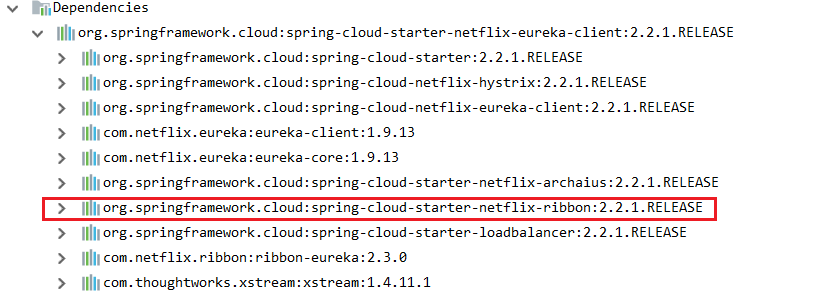 Dependencies
org.springframework.cloud:spring-cloud-starter-netflix-eureka-client:2.2.1.RELEASE
org.springframework.cloud:spring-cloud-starter:2.2.1.RELEASE
org.springframework.cloud:spring-cloud-netflix-hystrix:2.2.1.RELEASE
org.springframework.cloud:spring-cloud-netflix-eureka-client:2.2.1.RELEASE
com.netflix.eureka:eureka-client:1.9.13
com.netflix.eureka:eureka-core:1.9.13
org.springframework.cloud:spring-cloud-starter-netflix-archaius:2.2.1.RELEASE
org.springframework.cloud:spring-cloud-starter-netflix-ribbon:2.2.1.RELEASE
org.springframework.cloud:spring-cloud-starter-loadbalancer:2.2.1.RELEASE
com.netflix.ribbon:ribbon-eureka:2.3.0
com.thoughtworks.xstream:xstream:1.4.11.1